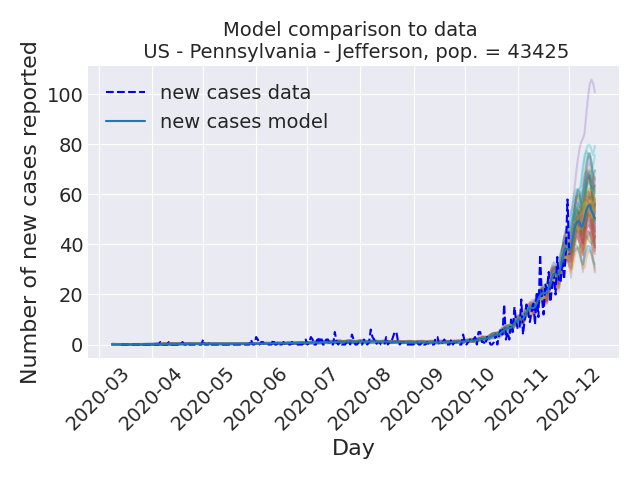 Model comparison to data
US - Pennsylvania - Jefferson, pop. = 43425
Number of new cases reported
100
80
60
40
20
0
new cases data
new cases model
2020-03
2020-04
2020-05
2020-06
2020-07
2020-08
2020-09
2020-10
2020-11
2020-12
Day